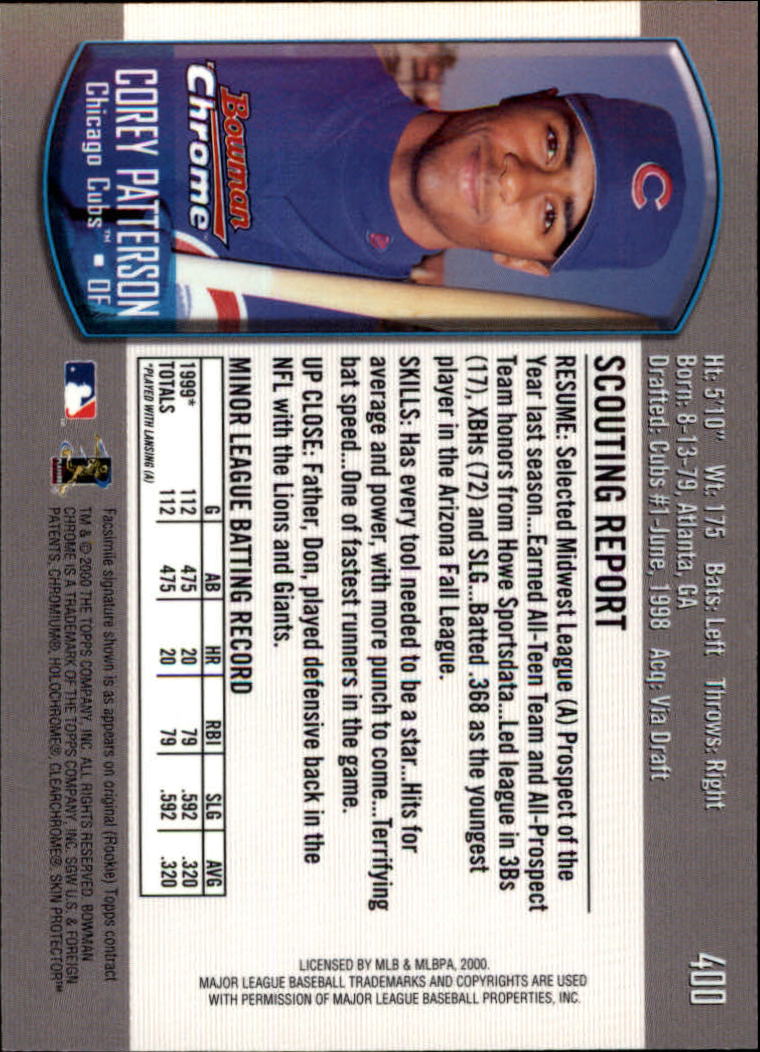 400
Ht: 5'10" Wt: 175 Bats: Left Throws: Right
Born: 8-13-79, Atlanta, GA
Drafted: Cubs #1-June, 1998 Acq: Via Draft
C
Bowman
Chrome
COREY PATTERSON
Chicago Cubs™ ■ OF
SCOUTING REPORT
RESUME: Selected Midwest League (A) Prospect of the
Year last season...Earned All-Teen Team and All-Prospect
Team honors from Howe Sportsdata...Led league in 3Bs
(17), XBHs (72) and SLG...Batted .368 as the youngest
player in the Arizona Fall League.
SKILLS: Has every tool needed to be a star...Hits for
average and power, with more punch to come...Terrifying
bat speed...One of fastest runners in the game.
UP CLOSE: Father, Don, played defensive back in the
NFL with the Lions and Giants.
MINOR LEAGUE BATTING RECORD
G AB HR RBI SLG AVG
1999* 112 475 20 79 .592 .320
TOTALS 112 475 20 79 .592 .320
*PLAYED WITH LANSING (A)
Facsimile signature shown is as appears on original (Rookie) Topps contract
TM & © 2000 THE TOPPS COMPANY, INC. ALL RIGHTS RESERVED. BOWMAN
CHROME IS A TRADEMARK OF THE TOPPS COMPANY, INC. SGW U.S. & FOREIGN
PATENTS, CHROMIUM®, HOLOCHROME®, CLEARCHROME®, SKIN PROTECTOR™
LICENSED BY MLB & MLBPA, 2000.
MAJOR LEAGUE BASEBALL TRADEMARKS AND COPYRIGHTS ARE USED
WITH PERMISSION OF MAJOR LEAGUE BASEBALL PROPERTIES, INC.